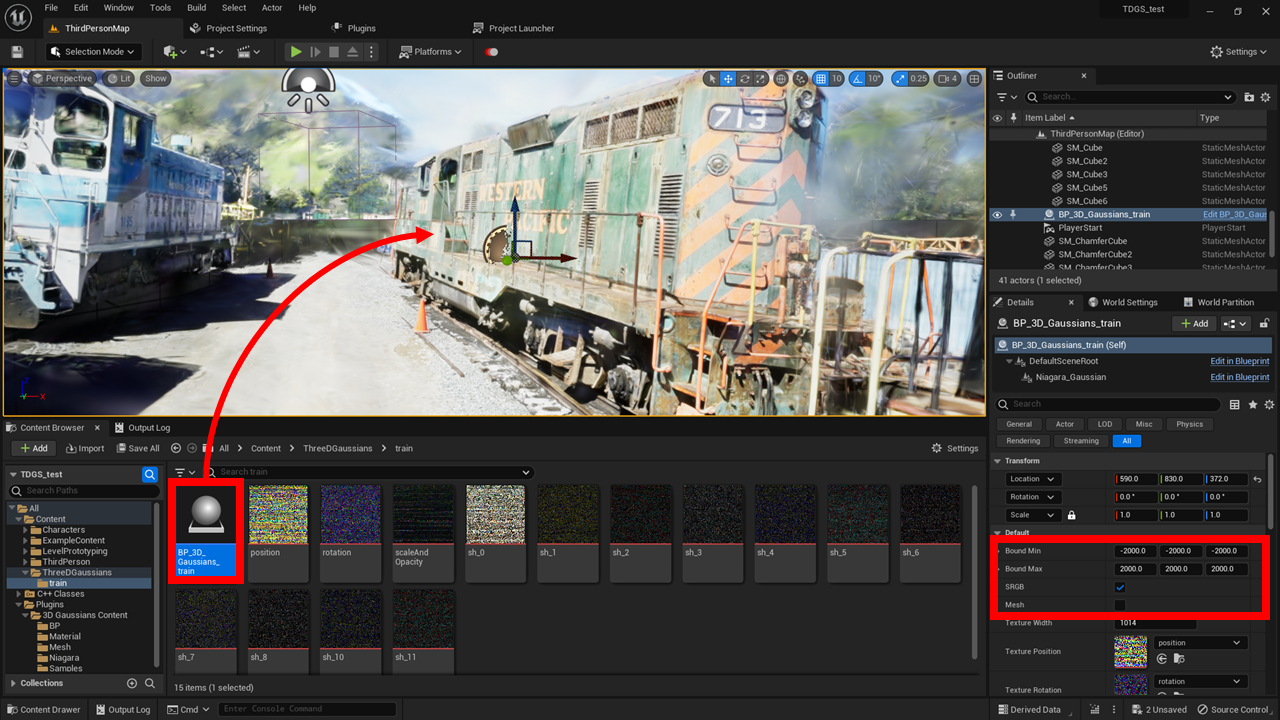 File Edit Window Tools Build Select Actor Help
TDGS_test
ThirdPersonMap Project Settings Plugins Project Launcher
Selection Mode Platforms Settings
Perspective Lit Show 10 10° 0.25 4
713
WESTERN
PACIFIC
Outliner
Search...
Item Label Type
ThirdPersonMap (Editor)
SM_Cube StaticMeshActor
SM_Cube2 StaticMeshActor
SM_Cube3 StaticMeshActor
SM_Cube5 StaticMeshActor
SM_Cube6 StaticMeshActor
BP_3D_Gaussians_train Edit BP_3D_Gaus
PlayerStart PlayerStart
SM_ChamferCube StaticMeshActor
SM_ChamferCube2 StaticMeshActor
SM_ChamferCube3 StaticMeshActor
41 actors (1 selected)
Details World Settings World Partition
BP_3D_Gaussians_train Add
BP_3D_Gaussians_train (Self)
DefaultSceneRoot Edit in Blueprint
Niagara_Gaussian Edit in Blueprint
Search
General Actor LOD Misc Physics
Rendering Streaming All
Transform
Location 590.0 830.0 372.0
Rotation 0.0° 0.0° 0.0°
Scale 1.0 1.0 1.0
Default
Bound Min -2000.0 -2000.0 -2000.0
Bound Max 2000.0 2000.0 2000.0
SRGB
Mesh
Texture Width 1014
Texture Position position
Texture Rotation rotation
Content Browser Output Log
Add Import Save All All Content ThreeDGaussians train Settings
TDGS_test
Search Paths
All
Content
Characters
ExampleContent
LevelPrototyping
ThirdPerson
ThreeDGaussians
train
C++ Classes
Plugins
3D Gaussians Content
BP
Material
Mesh
Niagara
Samples
Collections
Search train
BP_3D_
Gaussians_
train
position
rotation
scaleAnd
Opacity
sh_0
sh_1
sh_2
sh_3
sh_4
sh_5
sh_6
sh_7
sh_8
sh_10
sh_11
15 items (1 selected)
Content Drawer Output Log Cmd Enter Console Command Derived Data 2 Unsaved Source Control